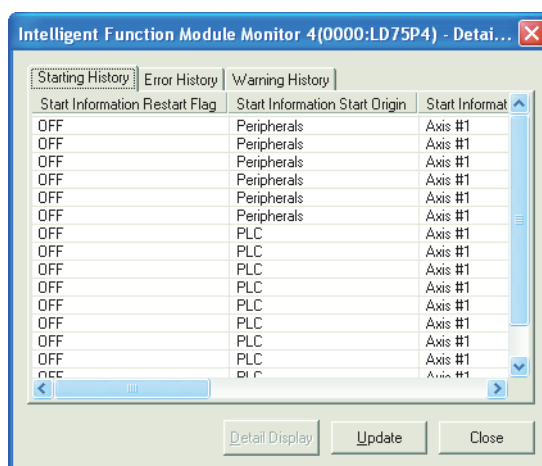 Intelligent Function Module Monitor 4(0000:LD75P4) - Detai...
Starting History Error History Warning History
Start Information Restart Flag Start Information Start Origin Start Informat
OFF Peripherals Axis #1
OFF Peripherals Axis #1
OFF Peripherals Axis #1
OFF Peripherals Axis #1
OFF Peripherals Axis #1
OFF Peripherals Axis #1
OFF PLC Axis #1
OFF PLC Axis #1
OFF PLC Axis #1
OFF PLC Axis #1
OFF PLC Axis #1
OFF PLC Axis #1
OFF PLC Axis #1
OFF PLC Axis #1
OFF PLC Axis #1
Detail Display Update Close